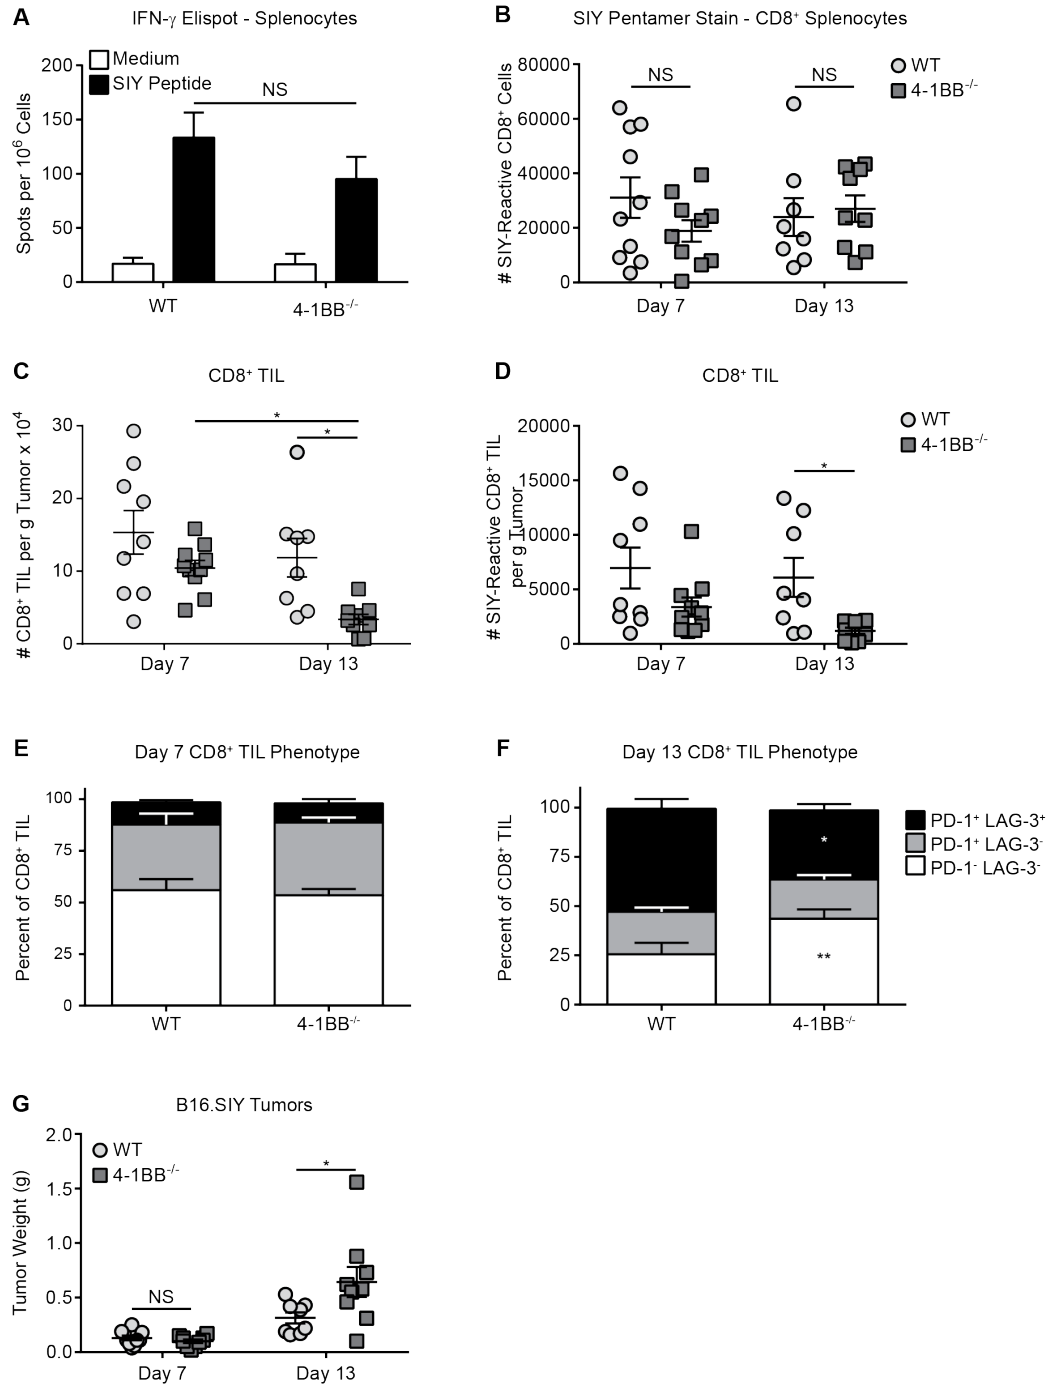 A
IFN-γ Elispot - Splenocytes
Spots per 10⁶ Cells
200
150
100
50
0
Medium
SIY Peptide
NS
WT
4-1BB⁻/⁻
B
SIY Pentamer Stain - CD8⁺ Splenocytes
# SIY-Reactive CD8⁺ Cells
80000
60000
40000
20000
0
NS
NS
WT
4-1BB⁻/⁻
Day 7
Day 13
C
CD8⁺ TIL
# CD8⁺ TIL per g Tumor x 10⁴
30
20
10
0
*
*
Day 7
Day 13
D
CD8⁺ TIL
# SIY-Reactive CD8⁺ TIL
per g Tumor
20000
15000
10000
5000
0
*
WT
4-1BB⁻/⁻
Day 7
Day 13
E
Day 7 CD8⁺ TIL Phenotype
Percent of CD8⁺ TIL
100
75
50
25
0
WT
4-1BB⁻/⁻
F
Day 13 CD8⁺ TIL Phenotype
Percent of CD8⁺ TIL
100
75
50
25
0
*
**
PD-1⁺ LAG-3⁺
PD-1⁺ LAG-3⁻
PD-1⁻ LAG-3⁻
WT
4-1BB⁻/⁻
G
B16.SIY Tumors
Tumor Weight (g)
2.0
1.5
1.0
0.5
0.0
WT
4-1BB⁻/⁻
NS
*
Day 7
Day 13